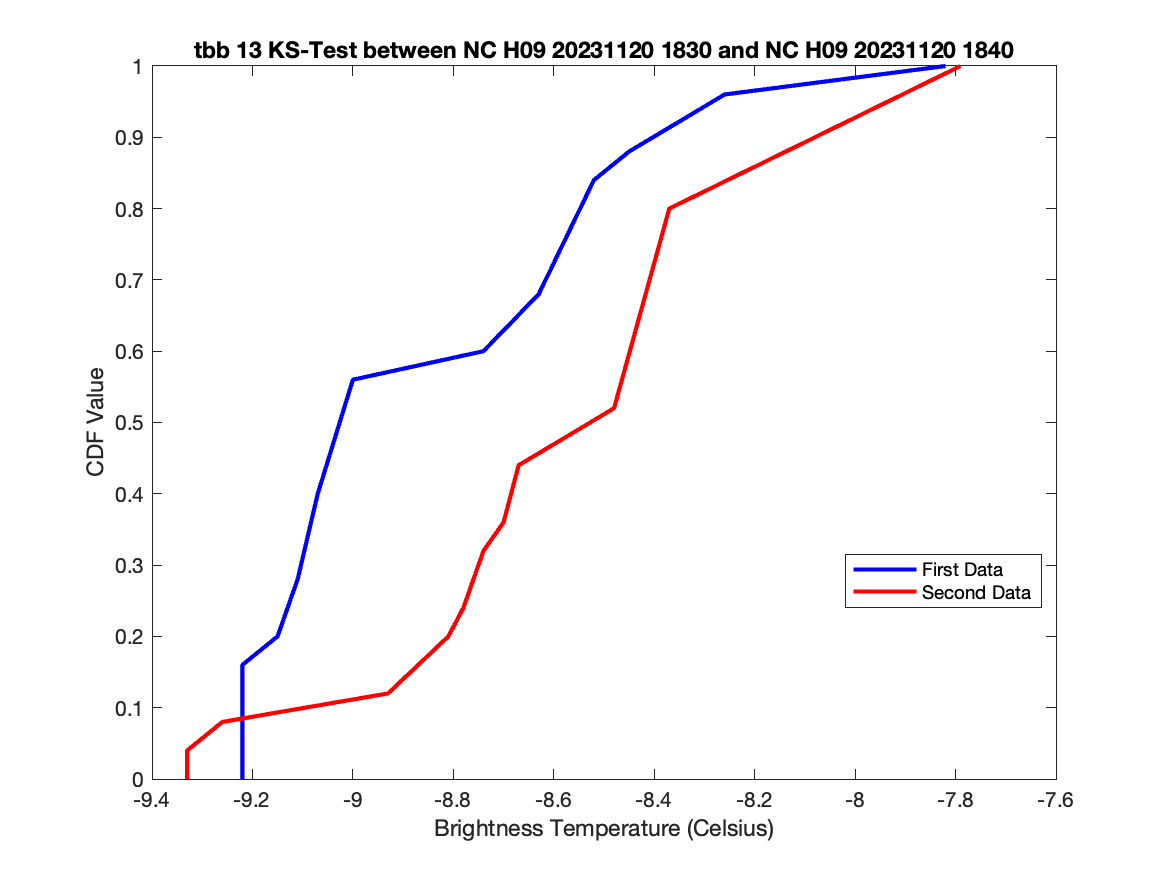 tbb 13 KS-Test between NC H09 20231120 1830 and NC H09 20231120 1840
1
0.9
0.8
0.7
0.6
0.5
0.4
0.3
0.2
0.1
0
CDF Value
First Data
Second Data
-9.4 -9.2 -9 -8.8 -8.6 -8.4 -8.2 -8 -7.8 -7.6
Brightness Temperature (Celsius)